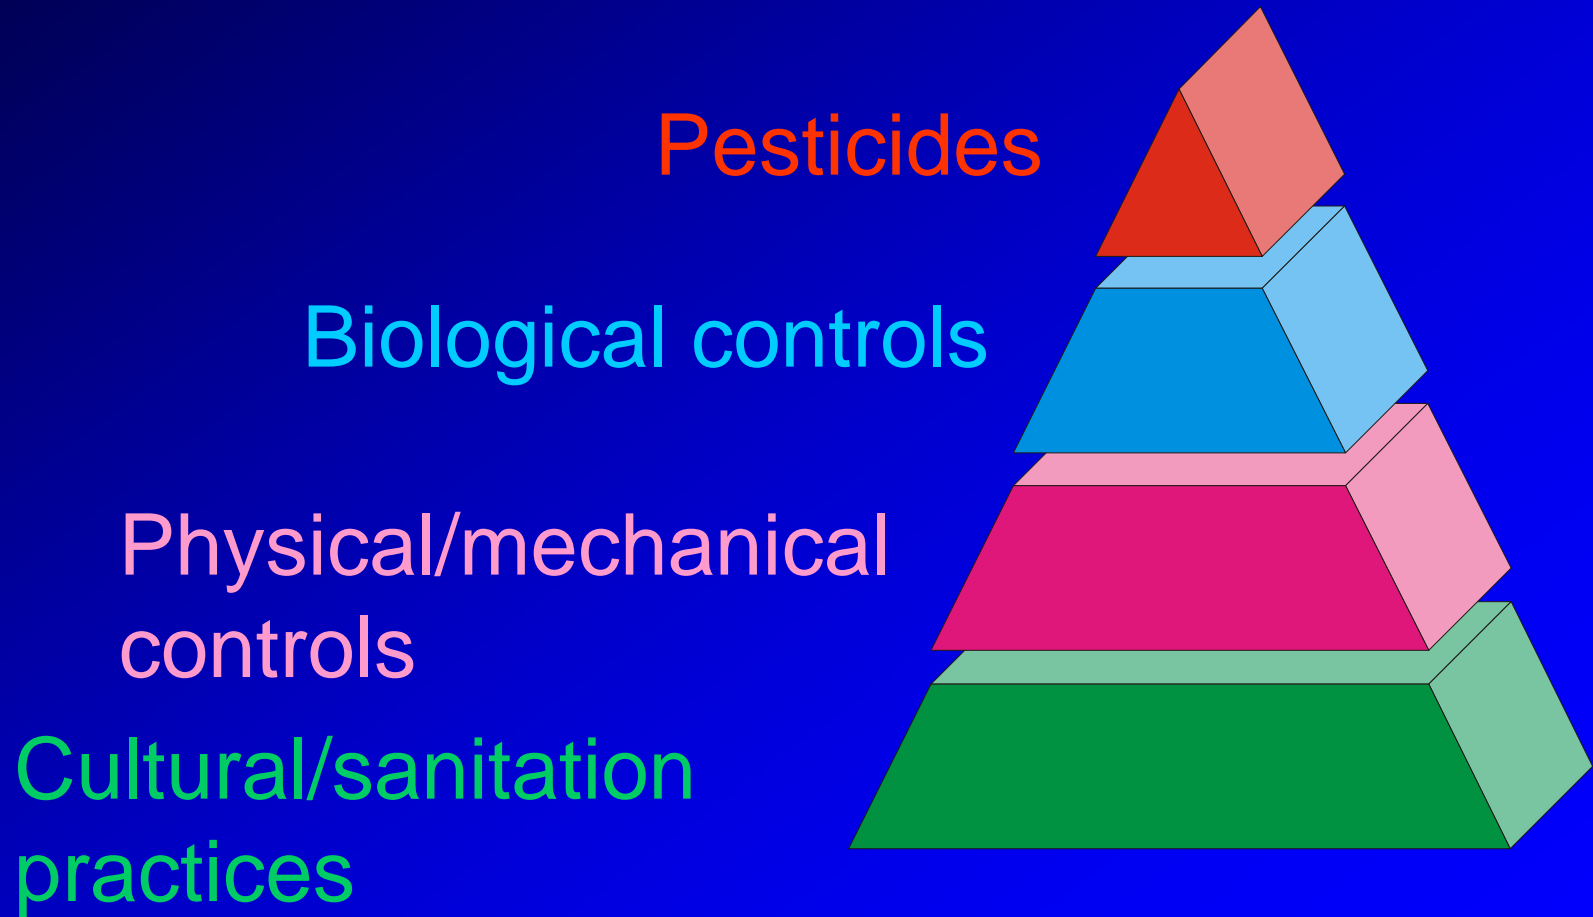 Pesticides
Biological controls
Physical/mechanical
controls
Cultural/sanitation
practices